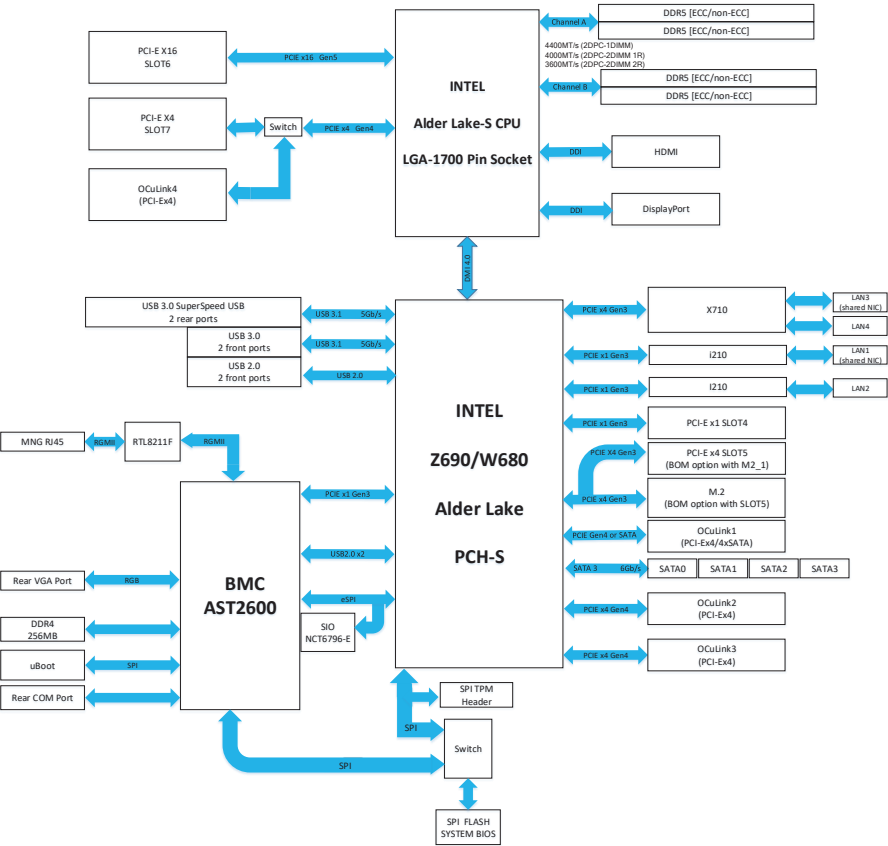 DDR5 [ECC/non-ECC]
Channel A
DDR5 [ECC/non-ECC]
4400MT/s (2DPC-1DIMM)
4000MT/s (2DPC-2DIMM 1R)
3600MT/s (2DPC-2DIMM 2R)
DDR5 [ECC/non-ECC]
Channel B
DDR5 [ECC/non-ECC]
PCI-E X16
SLOT6
PCIE x16 Gen5
INTEL
Alder Lake-S CPU
LGA-1700 Pin Socket
PCI-E X4
SLOT7
Switch
PCIE x4 Gen4
OCuLink4
(PCI-Ex4)
DDI
HDMI
DDI
DisplayPort
DMI 4.0
USB 3.0 SuperSpeed USB
2 rear ports
USB 3.1 5Gb/s
USB 3.0
2 front ports
USB 3.1 5Gb/s
USB 2.0
2 front ports
USB 2.0
INTEL
Z690/W680
Alder Lake
PCH-S
PCIE x4 Gen3
X710
LAN3
(shared NIC)
LAN4
PCIE x1 Gen3
i210
LAN1
(shared NIC)
PCIE x1 Gen3
I210
LAN2
PCIE x1 Gen3
PCI-E x1 SLOT4
PCIE X4 Gen3
PCI-E x4 SLOT5
(BOM option with M2_1)
PCIE x4 Gen3
M.2
(BOM option with SLOT5)
PCIE Gen4 or SATA
OCuLink1
(PCI-Ex4/4xSATA)
SATA 3 6Gb/s
SATA0
SATA1
SATA2
SATA3
PCIE x4 Gen4
OCuLink2
(PCI-Ex4)
PCIE x4 Gen4
OCuLink3
(PCI-Ex4)
MNG RJ45
RGMII
RTL8211F
RGMII
BMC
AST2600
PCIE x1 Gen3
USB2.0 x2
eSPI
SIO
NCT6796-E
Rear VGA Port
RGB
DDR4
256MB
uBoot
SPI
Rear COM Port
SPI TPM
Header
SPI
Switch
SPI
SPI FLASH
SYSTEM BIOS